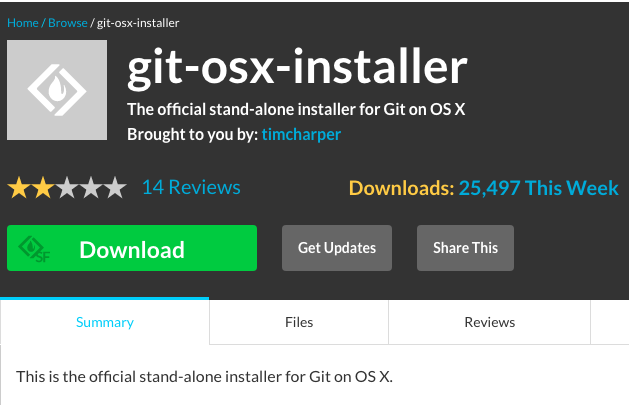 Home / Browse / git-osx-installer
git-osx-installer
The official stand-alone installer for Git on OS X
Brought to you by: timcharper
14 Reviews
Downloads: 25,497 This Week
SF
Download
Get Updates
Share This
Summary
Files
Reviews
This is the official stand-alone installer for Git on OS X.